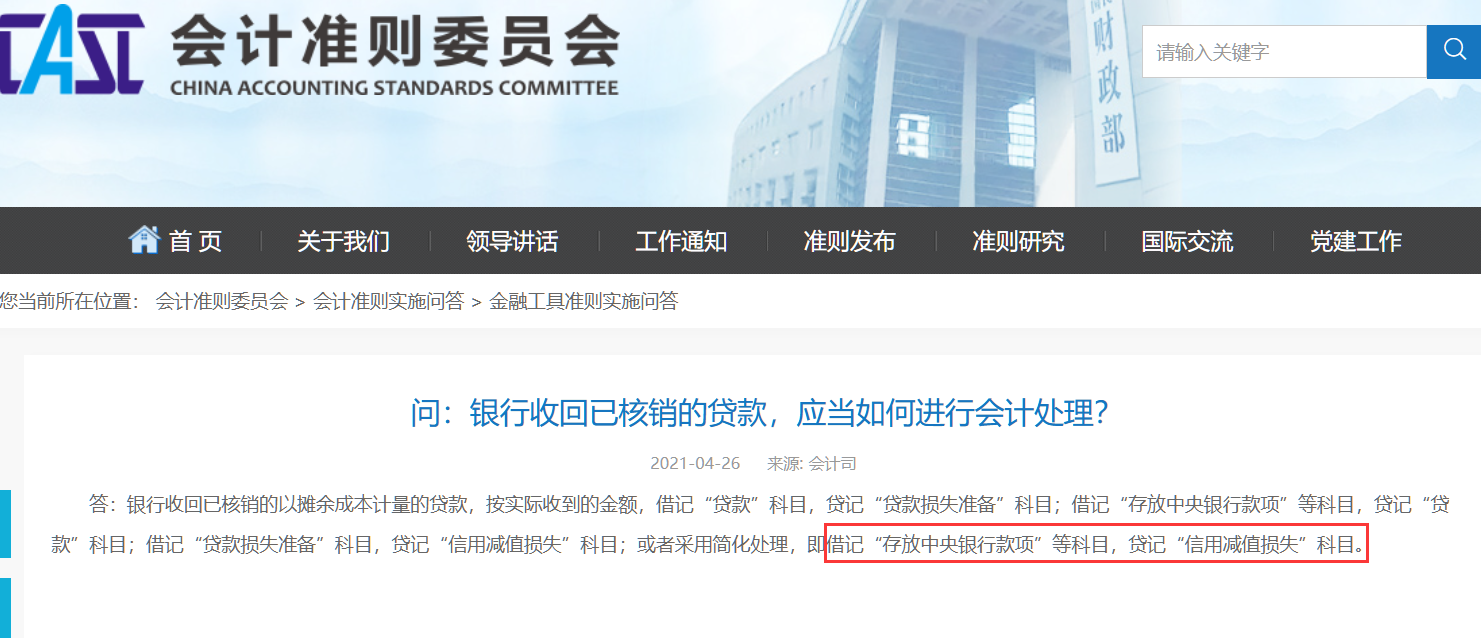 CASC
会计准则委员会
CHINA ACCOUNTING STANDARDS COMMITTEE
财政部
请输入关键字
首 页
关于我们
领导讲话
工作通知
准则发布
准则研究
国际交流
党建工作
您当前所在位置： 会计准则委员会 > 会计准则实施问答 > 金融工具准则实施问答
问：银行收回已核销的贷款，应当如何进行会计处理？
2021-04-26 来源: 会计司
答：银行收回已核销的以摊余成本计量的贷款，按实际收到的金额，借记“贷款”科目，贷记“贷款损失准备”科目；借记“存放中央银行款项”等科目，贷记“贷
款”科目；借记“贷款损失准备”科目，贷记“信用减值损失”科目；或者采用简化处理，即借记“存放中央银行款项”等科目，贷记“信用减值损失”科目。